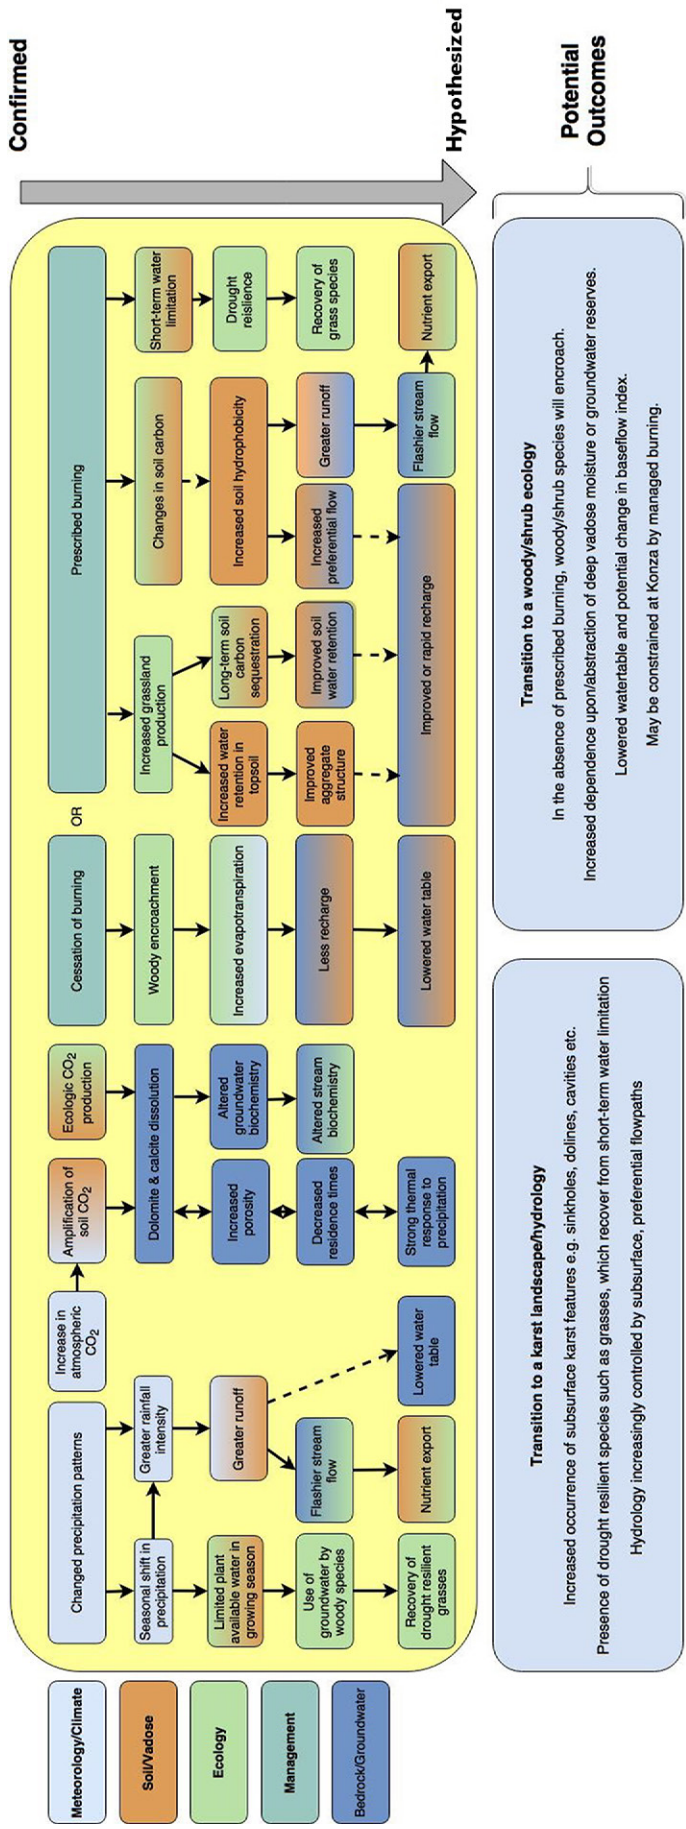 Confirmed
Hypothesized
Potential
Outcomes
Meteorology/Climate
Soil/Vadose
Ecology
Management
Bedrock/Groundwater
Changed precipitation patterns
Seasonal shift in
precipitation
Greater rainfall
intensity
Limited plant
available water in
growing season
Greater runoff
Use of
groundwater by
woody species
Flashier stream
flow
Recovery of
drought resilient
grasses
Nutrient export
Lowered water
table
Increase in
atmospheric
CO2
Amplification of
soil CO2
Ecologic CO2
production
Dolomite & calcite dissolution
Increased
porosity
Altered
groundwater
biochemistry
Decreased
residence times
Altered stream
biochemistry
Strong thermal
response to
precipitation
Cessation of burning
Woody encroachment
Increased evapotranspiration
Less recharge
Lowered water table
OR
Prescribed burning
Increased grassland
production
Changes in soil carbon
Short-term water
limitation
Increased water
retention in
topsoil
Long-term soil
carbon
sequestration
Increased soil hydrophobicity
Drought
reislience
Improved
aggregate
structure
Improved soil
water retention
Increased
preferential flow
Greater runoff
Recovery of
grass species
Improved or rapid recharge
Flashier stream
flow
Nutrient export
Transition to a karst landscape/hydrology
Increased occurrence of subsurface karst features e.g. sinkholes, dolines, cavities etc.
Presence of drought resilient species such as grasses, which recover from short-term water limitation
Hydrology increasingly controlled by subsurface, preferential flowpaths
Transition to a woody/shrub ecology
In the absence of prescribed burning, woody/shrub species will encroach.
Increased dependence upon/abstraction of deep vadose moisture or groundwater reserves.
Lowered watertable and potential change in baseflow index.
May be constrained at Konza by managed burning.